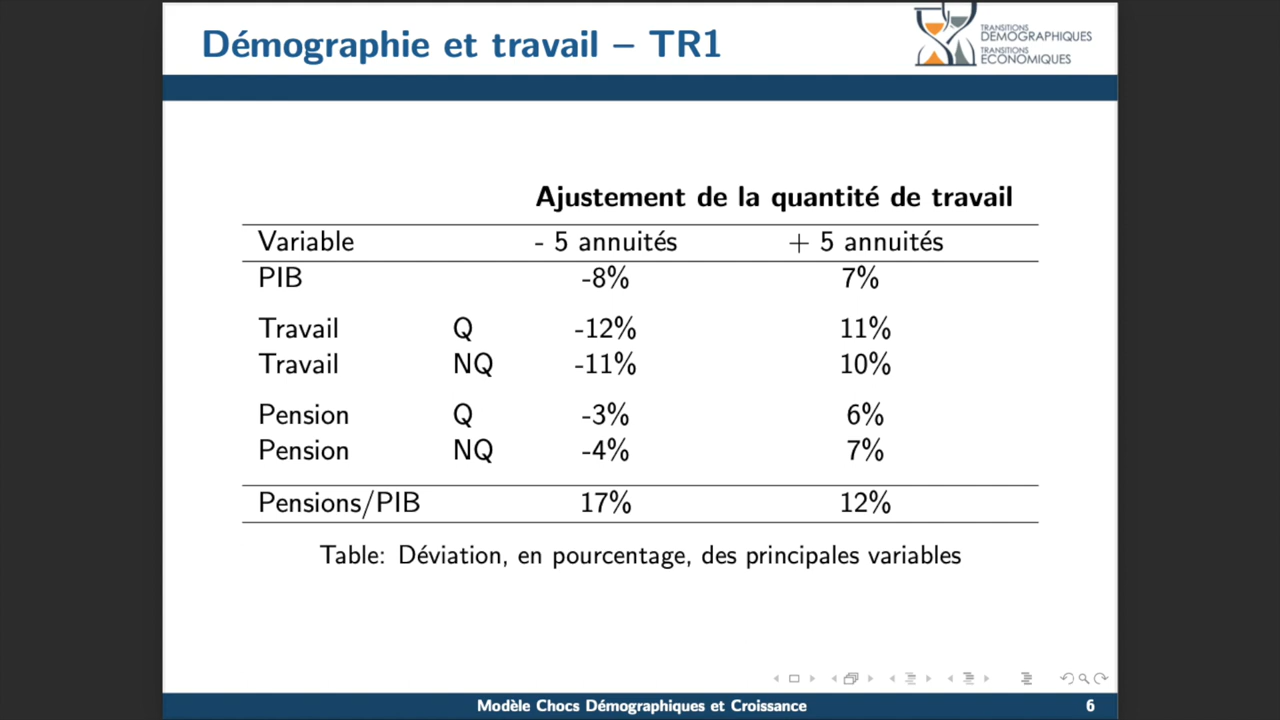 Démographie et travail – TR1
TRANSITIONS
DÉMOGRAPHIQUES
TRANSITIONS
ÉCONOMIQUES
Ajustement de la quantité de travail
Variable - 5 annuités + 5 annuités
PIB -8% 7%
Travail Q -12% 11%
Travail NQ -11% 10%
Pension Q -3% 6%
Pension NQ -4% 7%
Pensions/PIB 17% 12%
Table: Déviation, en pourcentage, des principales variables
Modèle Chocs Démographiques et Croissance 6